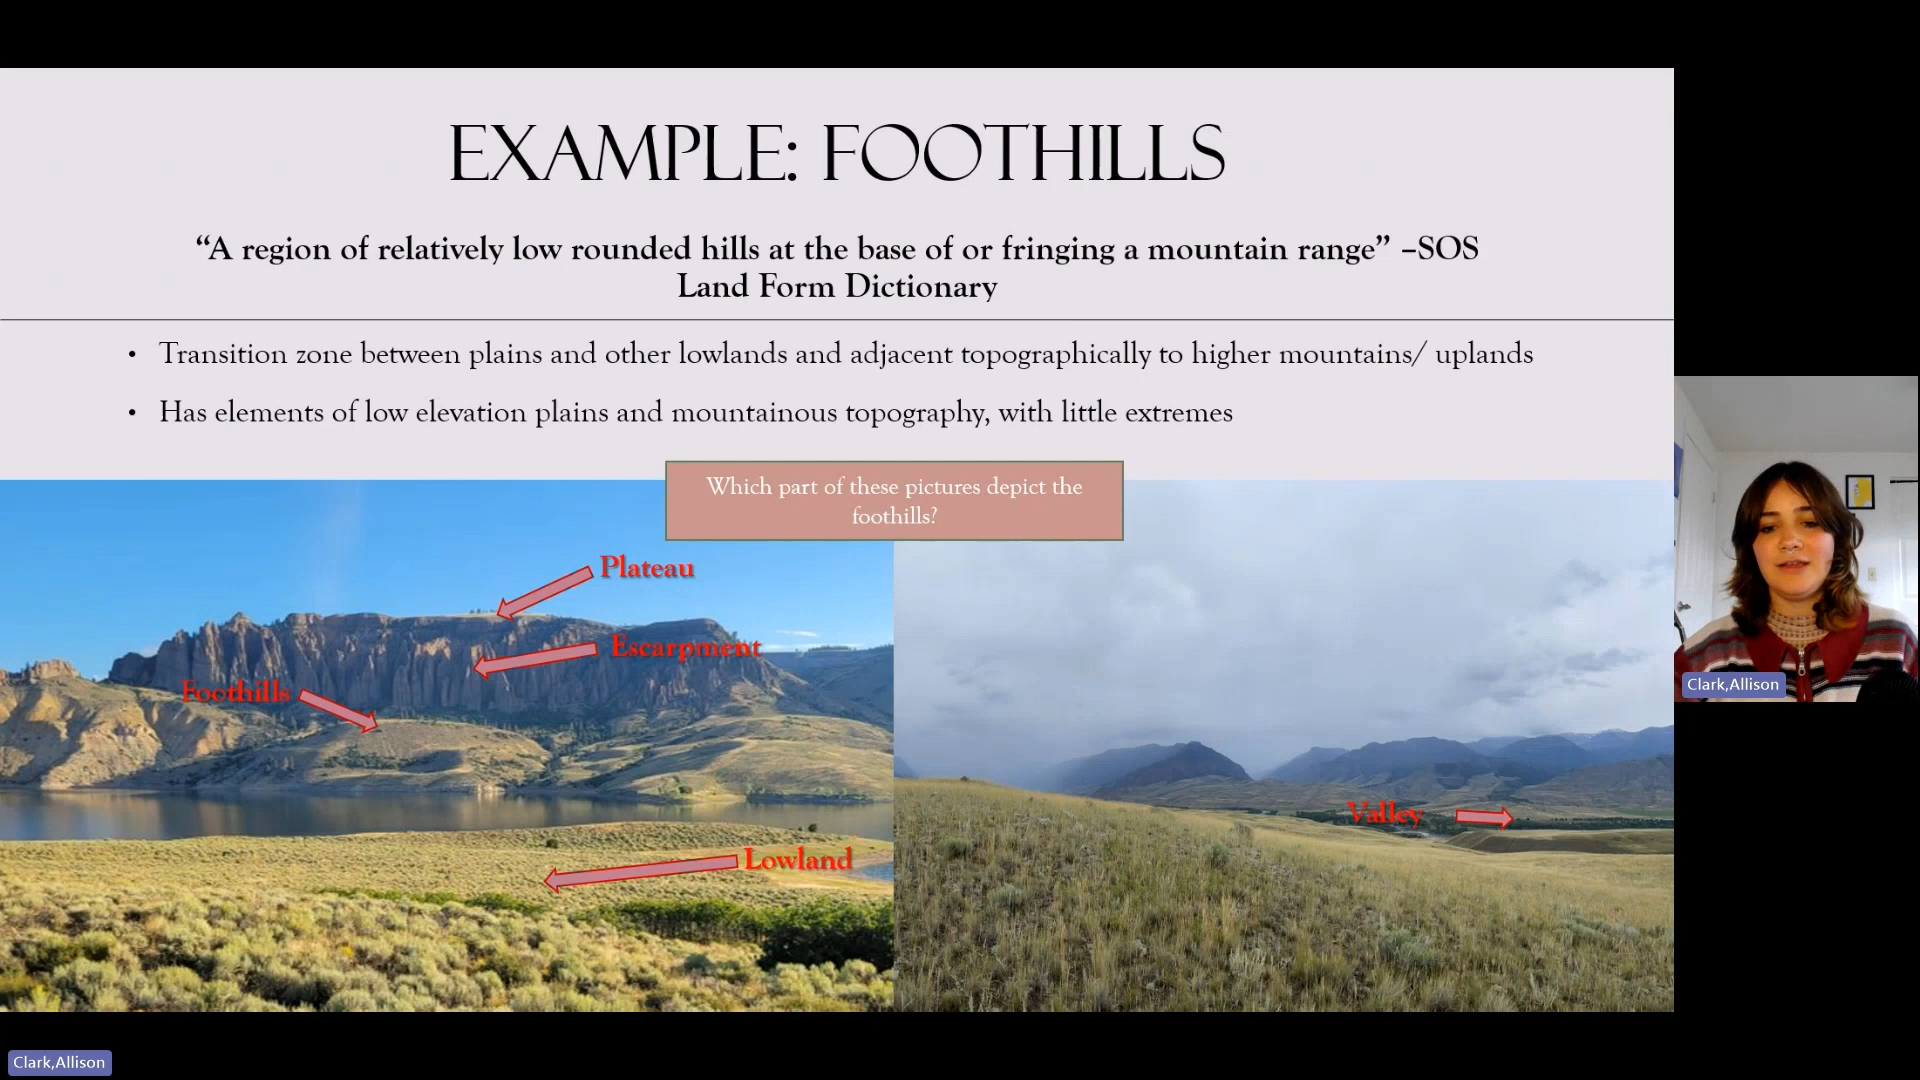 EXAMPLE: FOOTHILLS
“A region of relatively low rounded hills at the base of or fringing a mountain range” –SOS
Land Form Dictionary
• Transition zone between plains and other lowlands and adjacent topographically to higher mountains/ uplands
• Has elements of low elevation plains and mountainous topography, with little extremes
Which part of these pictures depict the
foothills?
Plateau
Escarpment
Foothills
Lowland
Valley
Clark,Allison
Clark,Allison